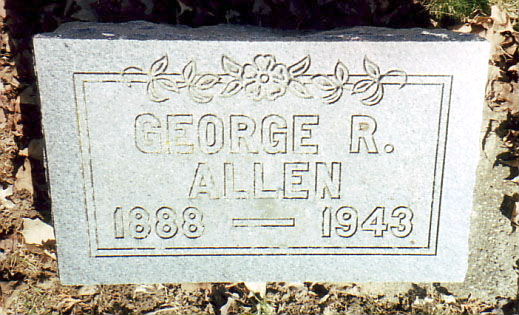 GEORGE R.
ALLEN
1888 — 1943